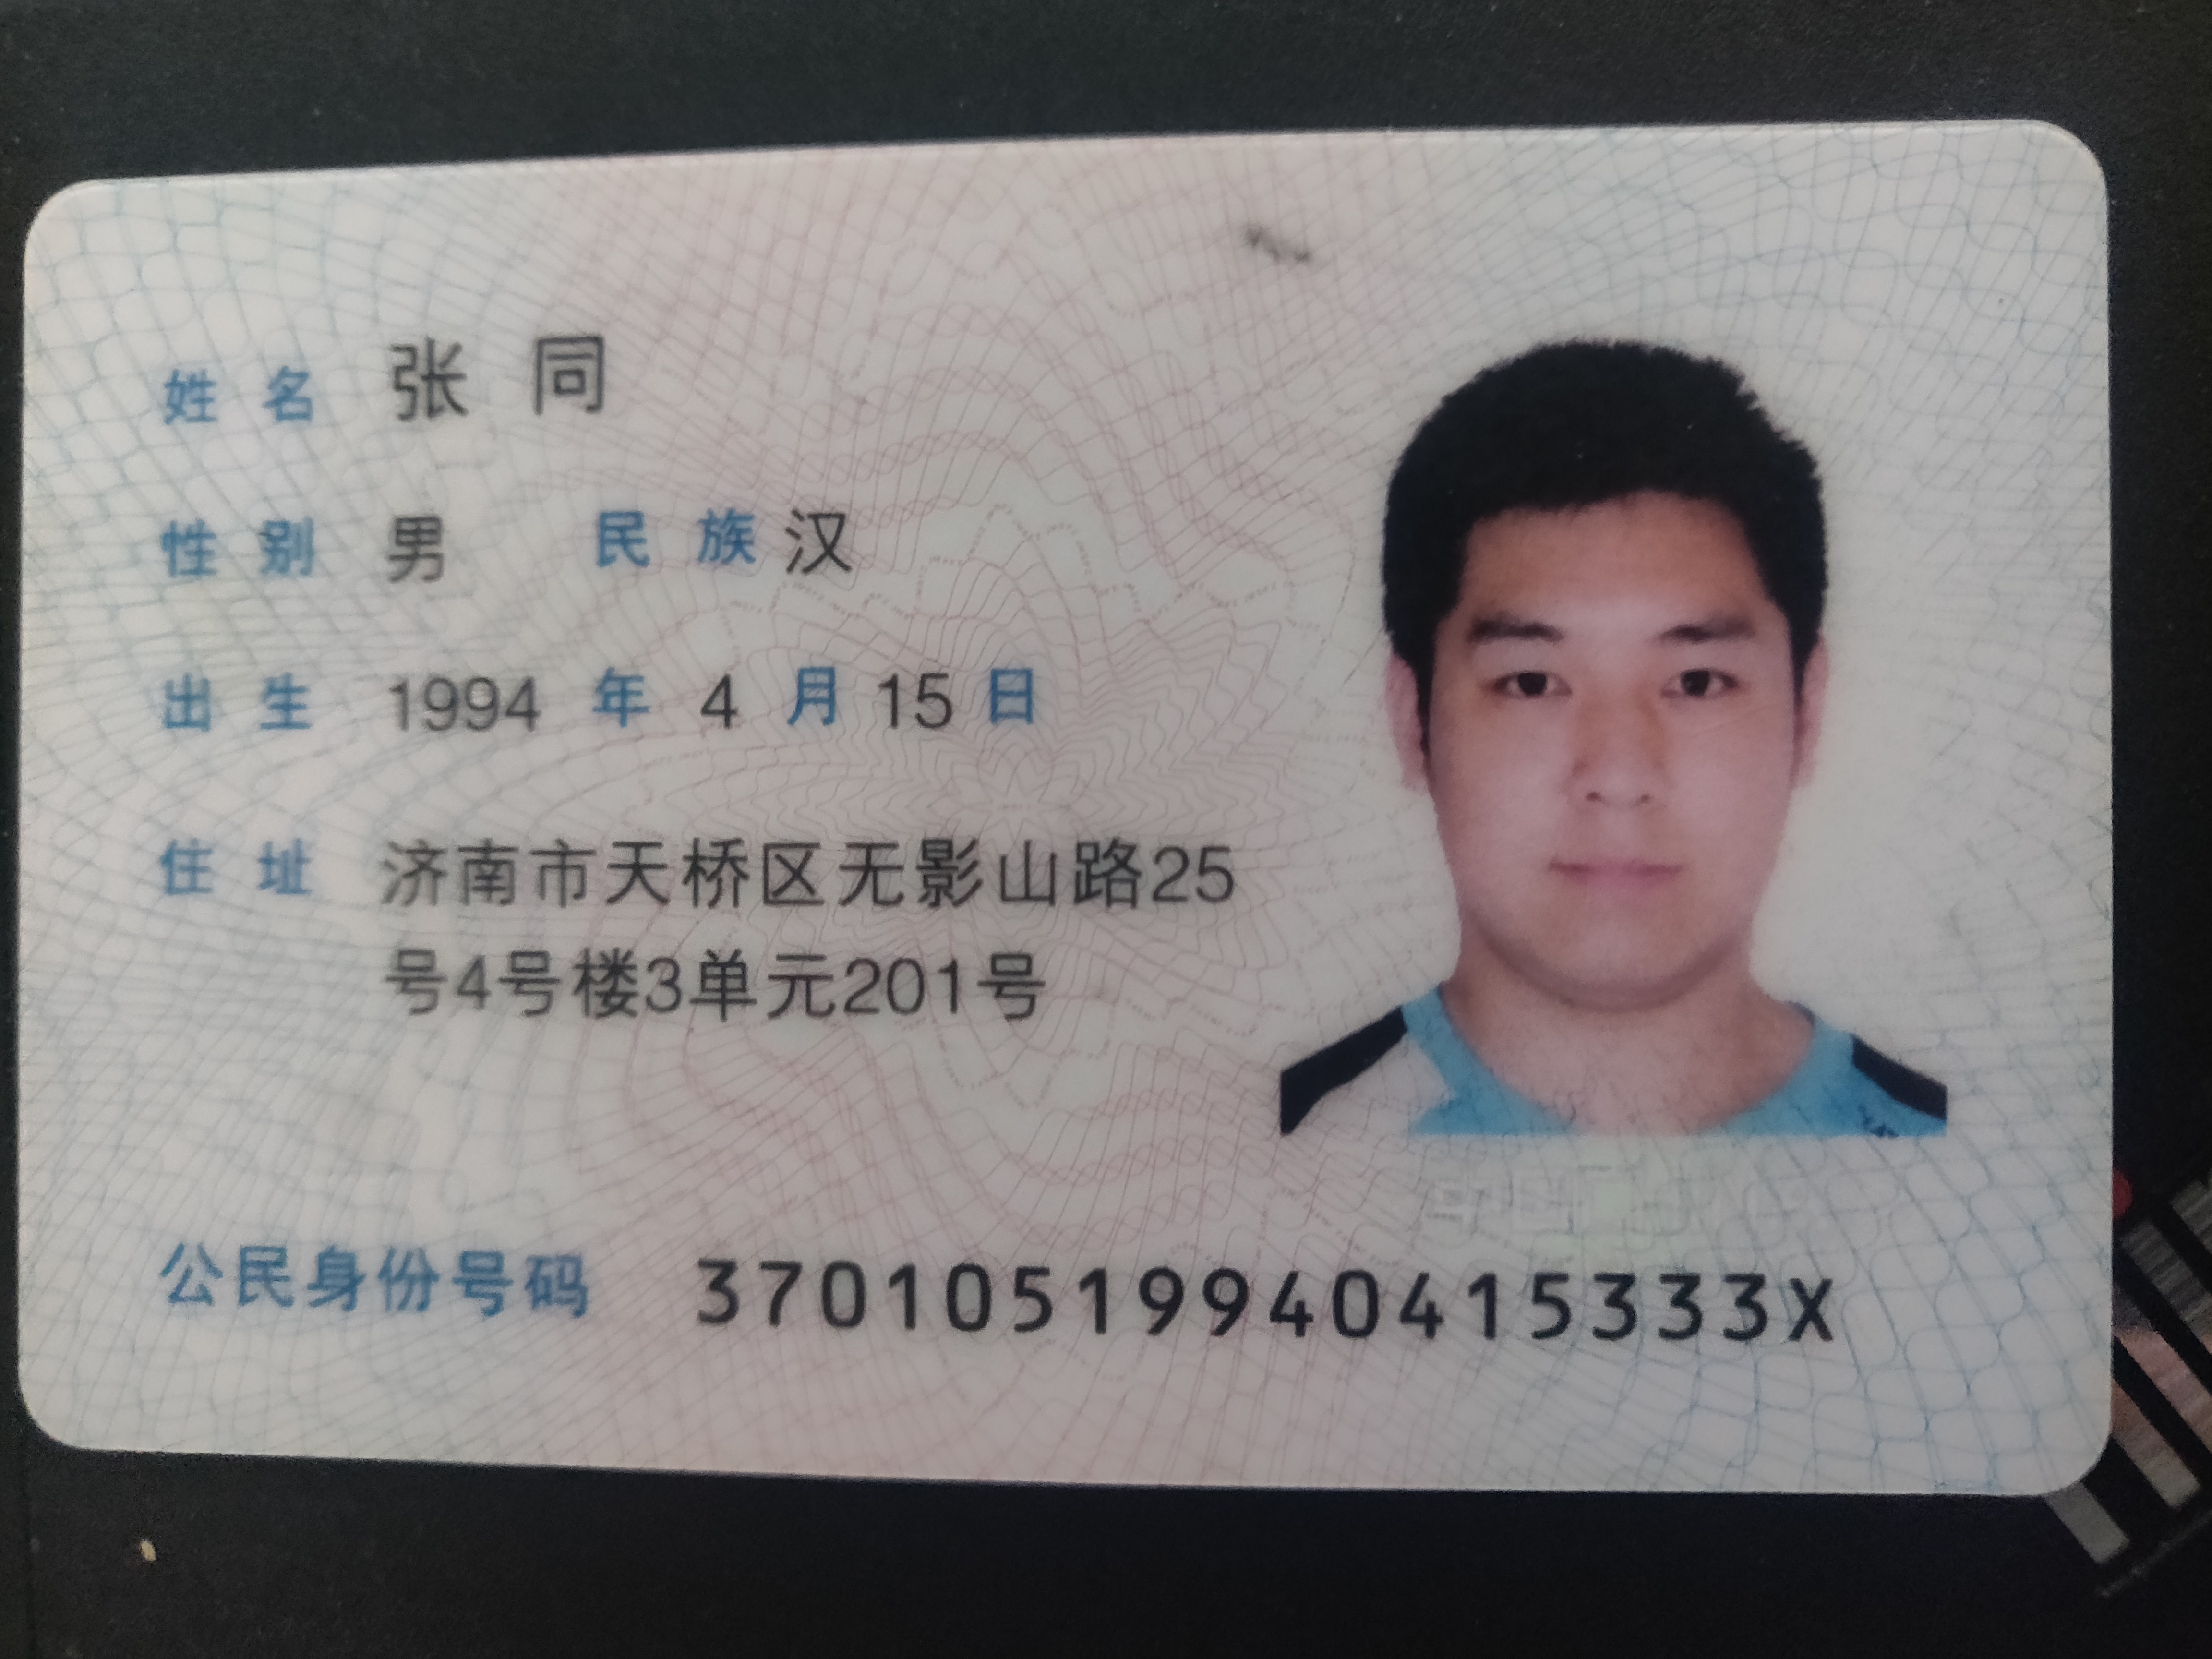 姓名 张同
性别 男 民族 汉
出生 1994 年 4 月 15 日
住址 济南市天桥区无影山路25
号4号楼3单元201号
公民身份号码 37010519940415333X